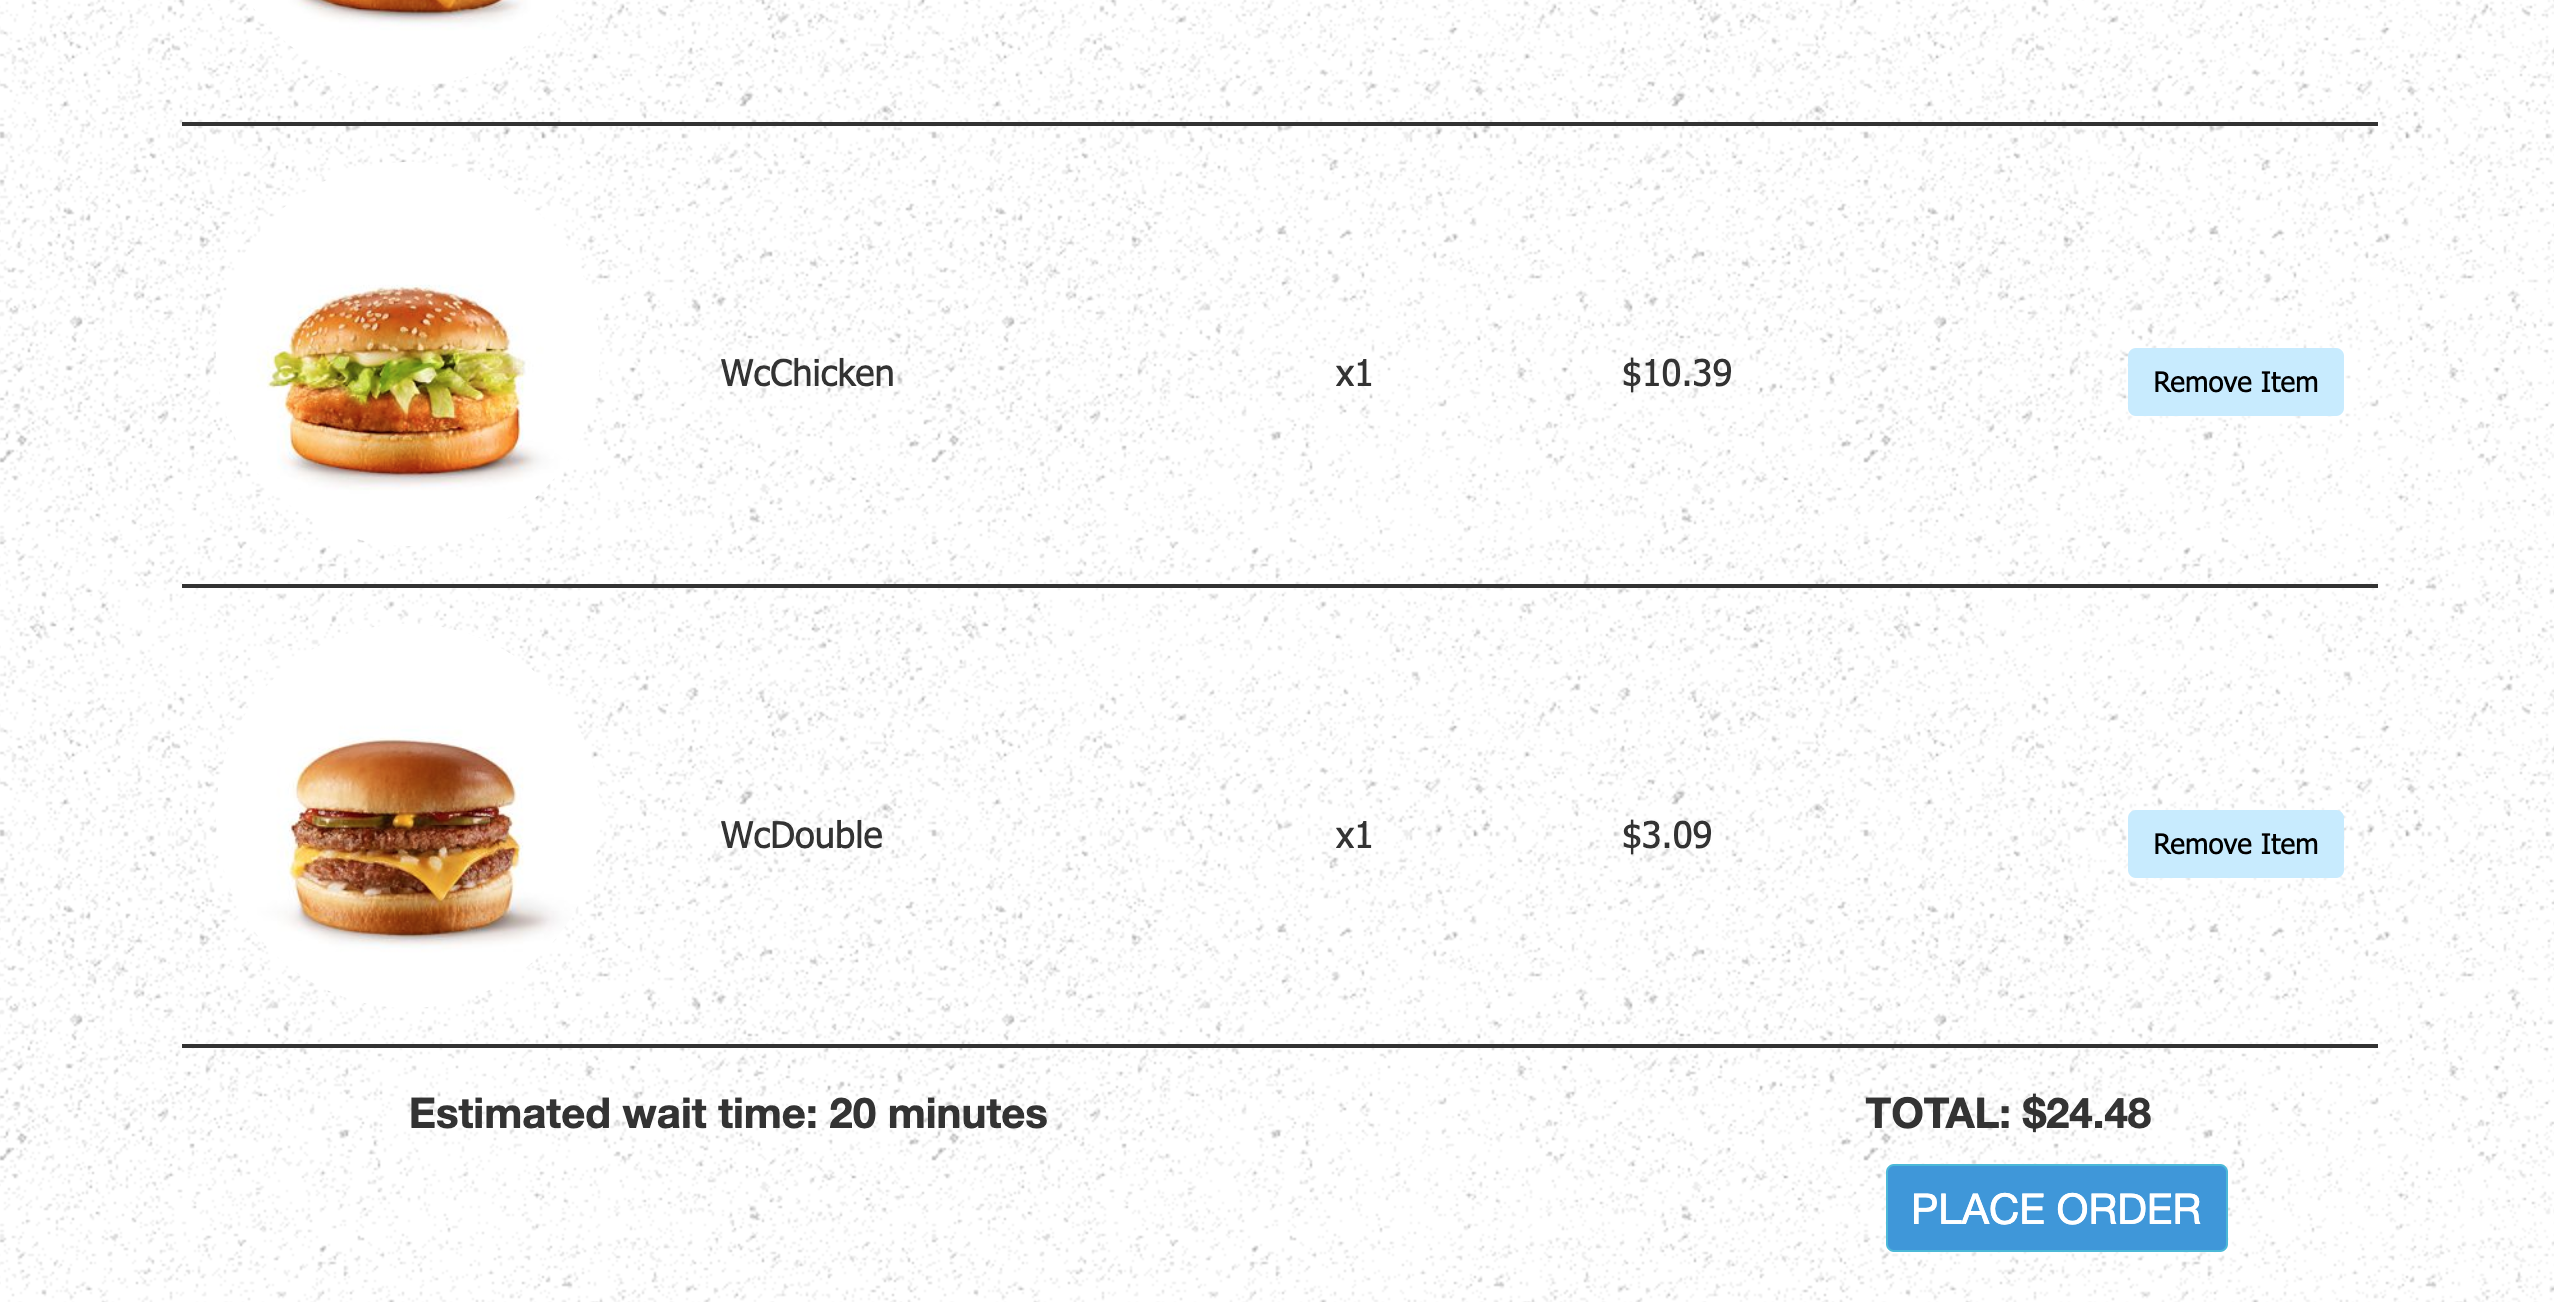 WcChicken x1 $10.39 Remove Item
WcDouble x1 $3.09 Remove Item
Estimated wait time: 20 minutes TOTAL: $24.48
PLACE ORDER